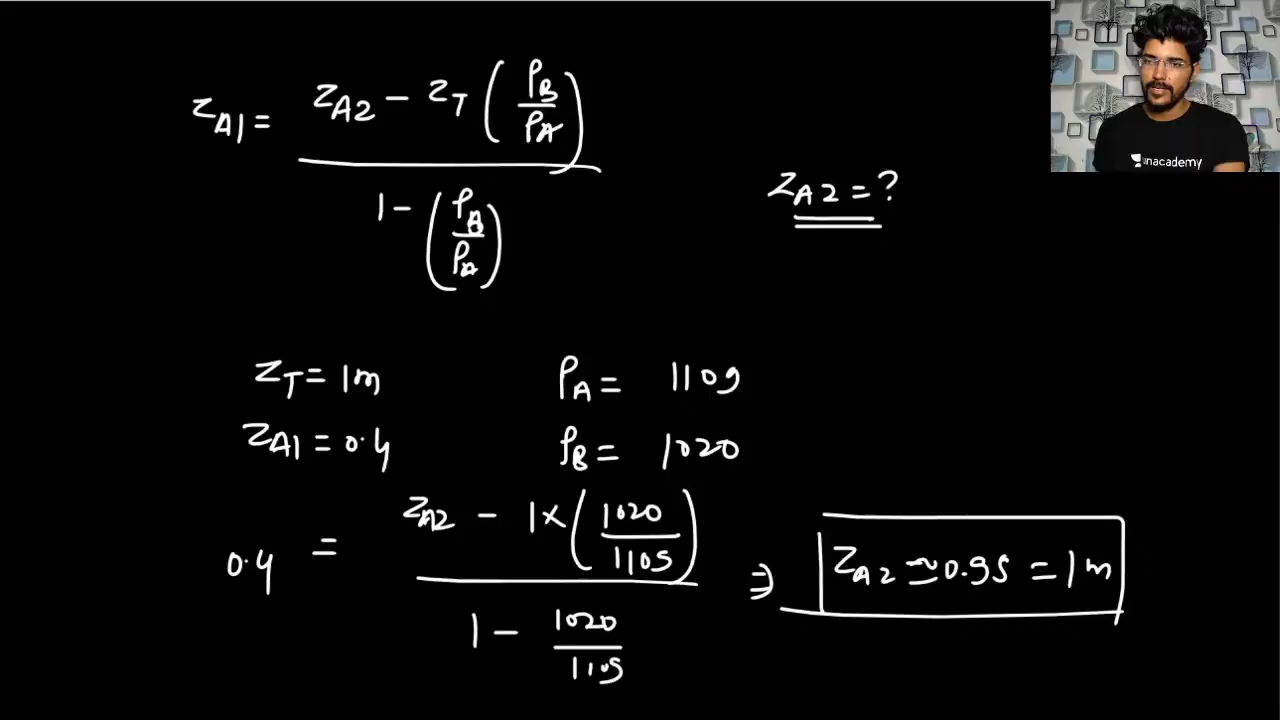 unacademy
Z_A1 = (Z_A2 - Z_T (ρ_B/ρ_A)) / (1 - (ρ_B/ρ_A))
Z_A2 = ?
Z_T = 1m
ρ_A = 1109
Z_A1 = 0.4
ρ_B = 1020
0.4 = (Z_A2 - 1 × (1020/1105)) / (1 - 1020/1105) ⇒ Z_A2 ≃ 0.95 = 1m